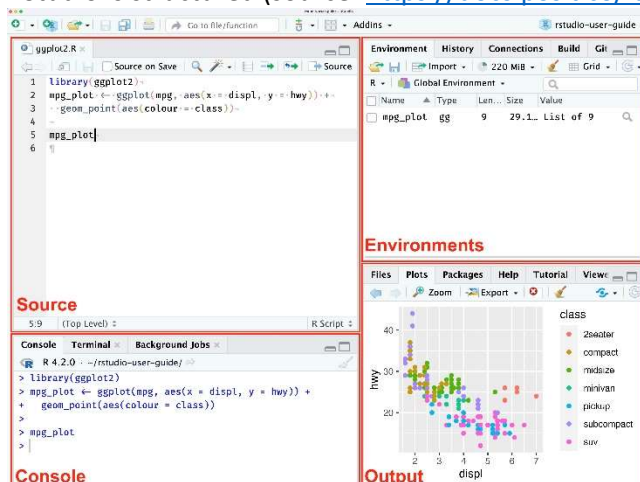 Go to file/function
Addins
rstudio-user-guide
ggplot2.R
Source on Save
Source
1 library(ggplot2)
2 mpg_plot ← ggplot(mpg, aes(x = displ, y = hwy)) +
3 geom_point(aes(colour = class))
4
5 mpg_plot
6 ¶
Source
5:9 (Top Level) R Script
Environment History Connections Build Git
Import 220 MiB Grid
R Global Environment
Name Type Len... Size Value
mpg_plot gg 9 29.1… List of 9
Environments
Console Terminal Background Jobs
R 4.2.0 · ~/rstudio-user-guide/
> library(ggplot2)
> mpg_plot ← ggplot(mpg, aes(x = displ, y = hwy)) +
+ geom_point(aes(colour = class))
>
> mpg_plot
>
Console
Files Plots Packages Help Tutorial Viewe
Zoom Export
class
2seater
compact
midsize
minivan
pickup
subcompact
suv
hwy
40
30
20
2 3 4 5 6 7
displ
Output